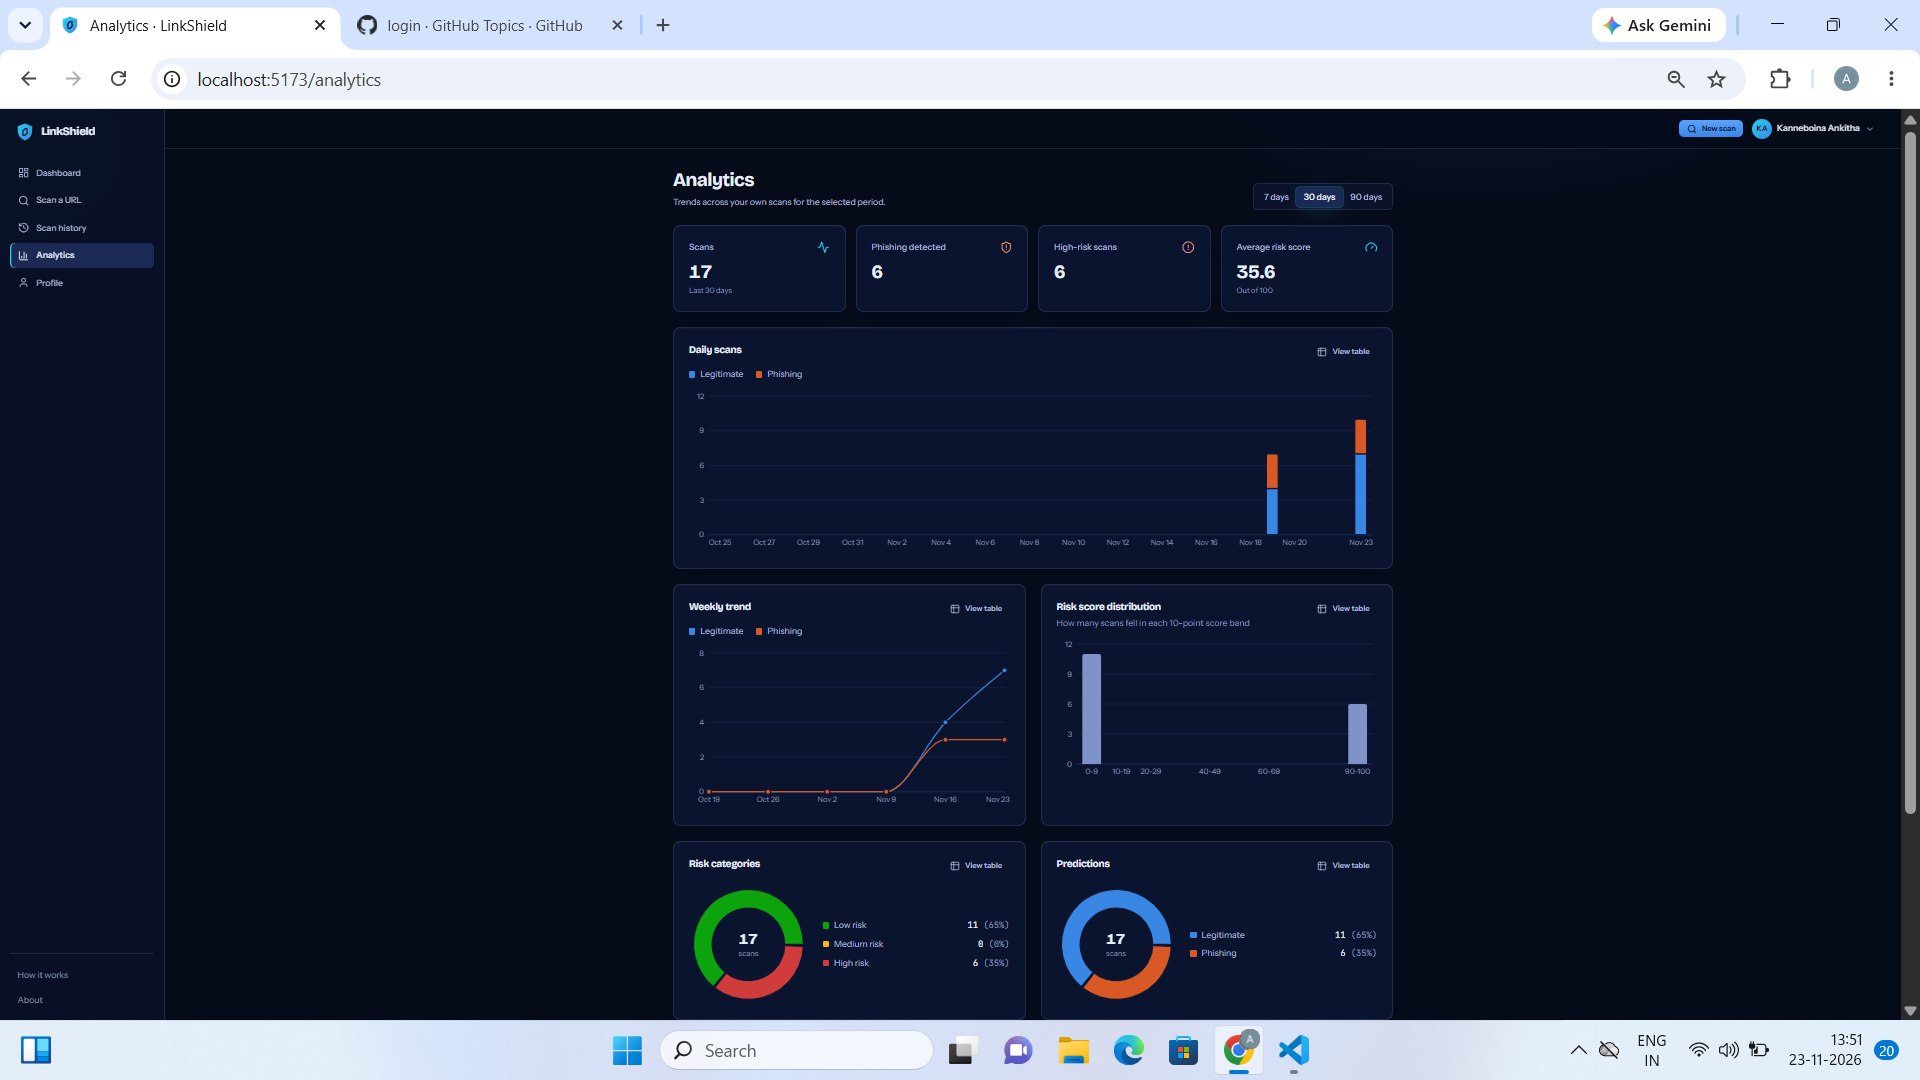 Analytics · LinkShield
login · GitHub Topics · GitHub
Ask Gemini
localhost:5173/analytics
A
LinkShield
New scan
KA
Kanneboina Ankitha
Dashboard
Scan a URL
Scan history
Analytics
Profile
How it works
About
Analytics
Trends across your own scans for the selected period.
7 days 30 days 90 days
Scans
17
Last 30 days
Phishing detected
6
High-risk scans
6
Average risk score
35.6
Out of 100
Daily scans
View table
Legitimate Phishing
12
9
6
3
0
Oct 25 Oct 27 Oct 29 Oct 31 Nov 2 Nov 4 Nov 6 Nov 8 Nov 10 Nov 12 Nov 14 Nov 16 Nov 18 Nov 20 Nov 23
Weekly trend
View table
Legitimate Phishing
8
6
4
2
0
Oct 19 Oct 26 Nov 2 Nov 9 Nov 16 Nov 23
Risk score distribution
View table
How many scans fell in each 10-point score band
12
9
6
3
0
0-9 10-19 20-29 40-49 60-69 90-100
Risk categories
View table
17
scans
Low risk 11 (65%)
Medium risk 0 (0%)
High risk 6 (35%)
Predictions
View table
17
scans
Legitimate 11 (65%)
Phishing 6 (35%)
Search
A
ENG
IN
13:51
23-11-2026
20